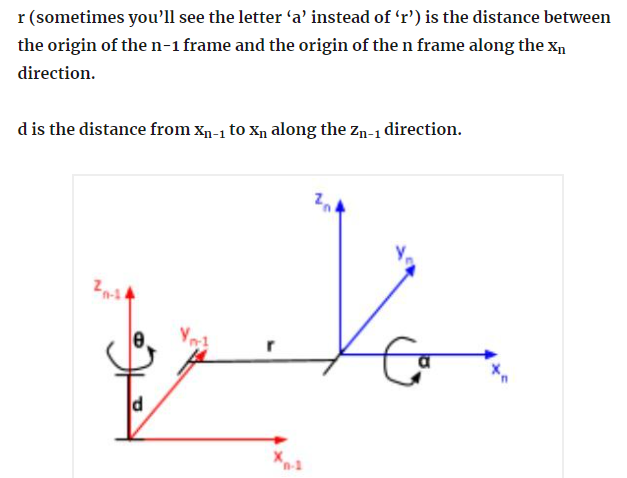 r (sometimes you’ll see the letter ‘a’ instead of ‘r’) is the distance between
the origin of the n-1 frame and the origin of the n frame along the xn
direction.
d is the distance from xn-1 to xn along the zn-1 direction.
zn
yn
zn-1
θ
yn-1
r
α
xn
d
xn-1